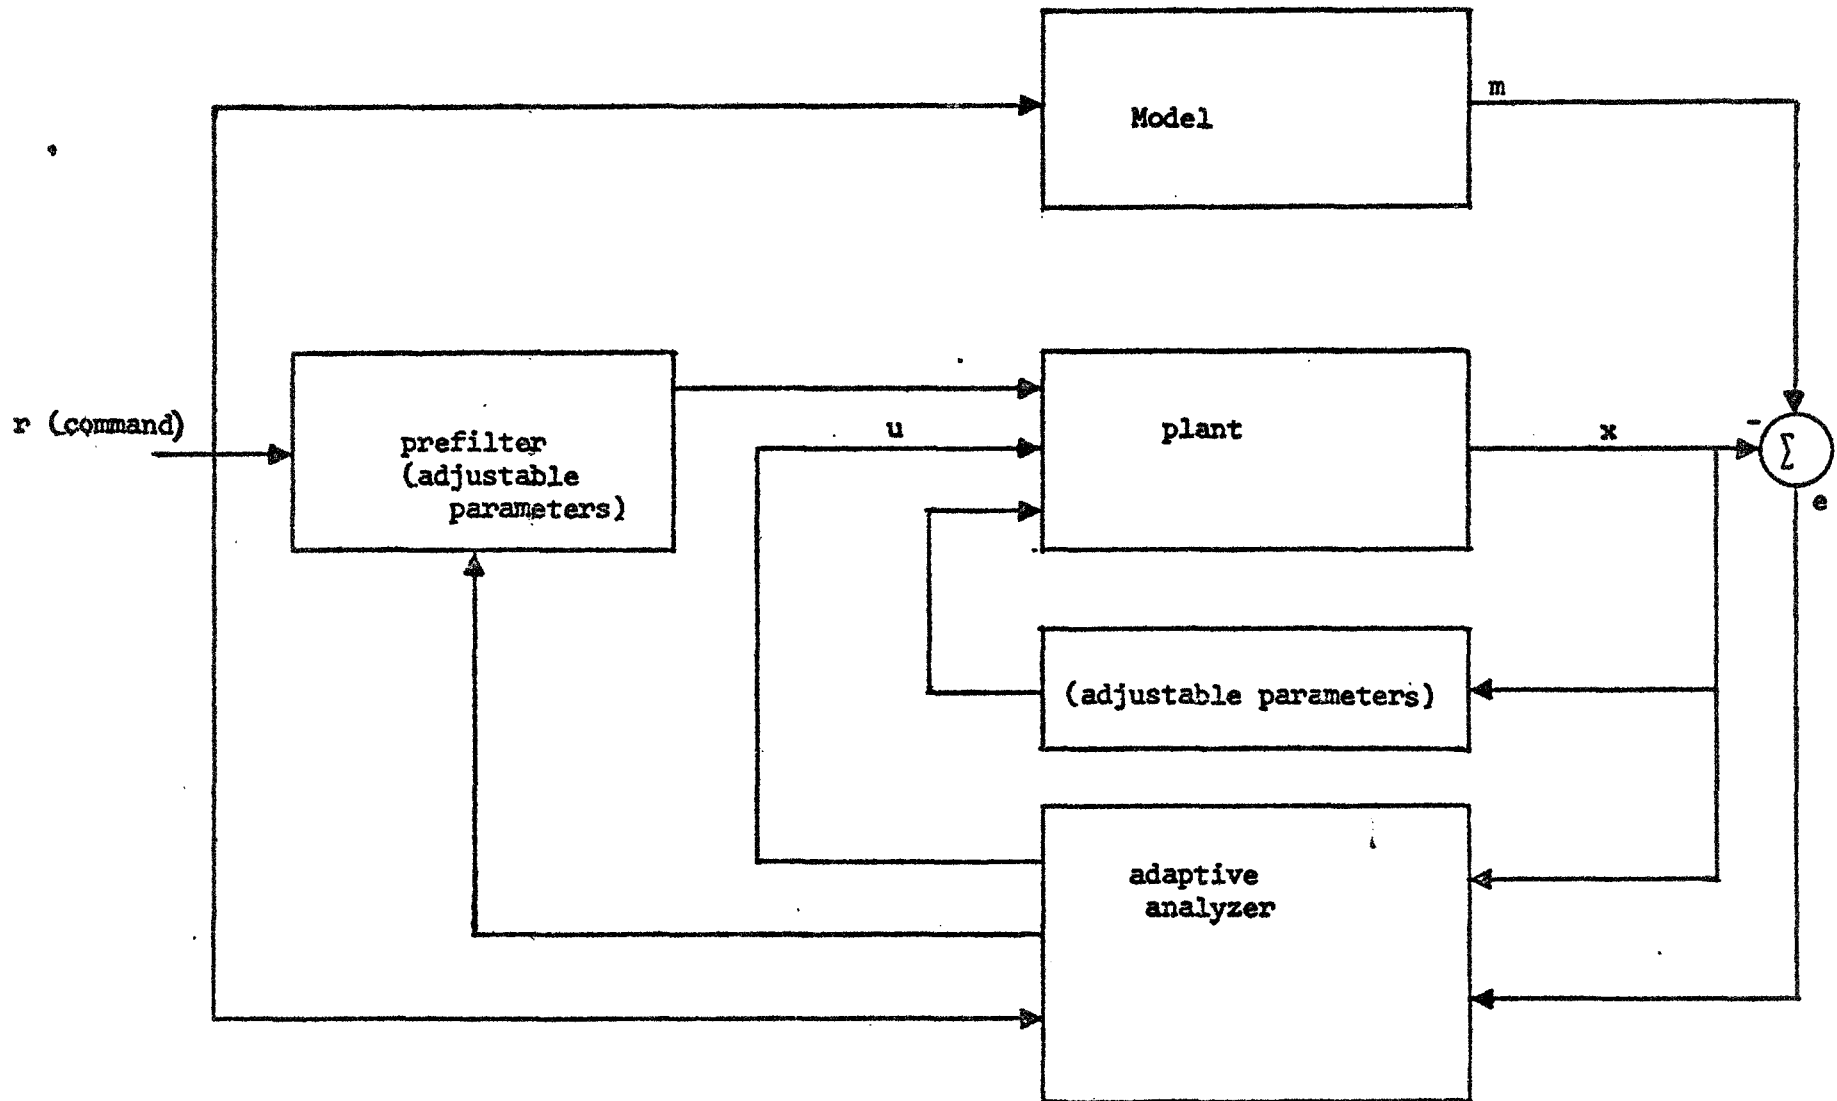 Model
m
r (command)
prefilter
(adjustable
parameters)
u
plant
x
-
Σ
e
(adjustable parameters)
adaptive
analyzer